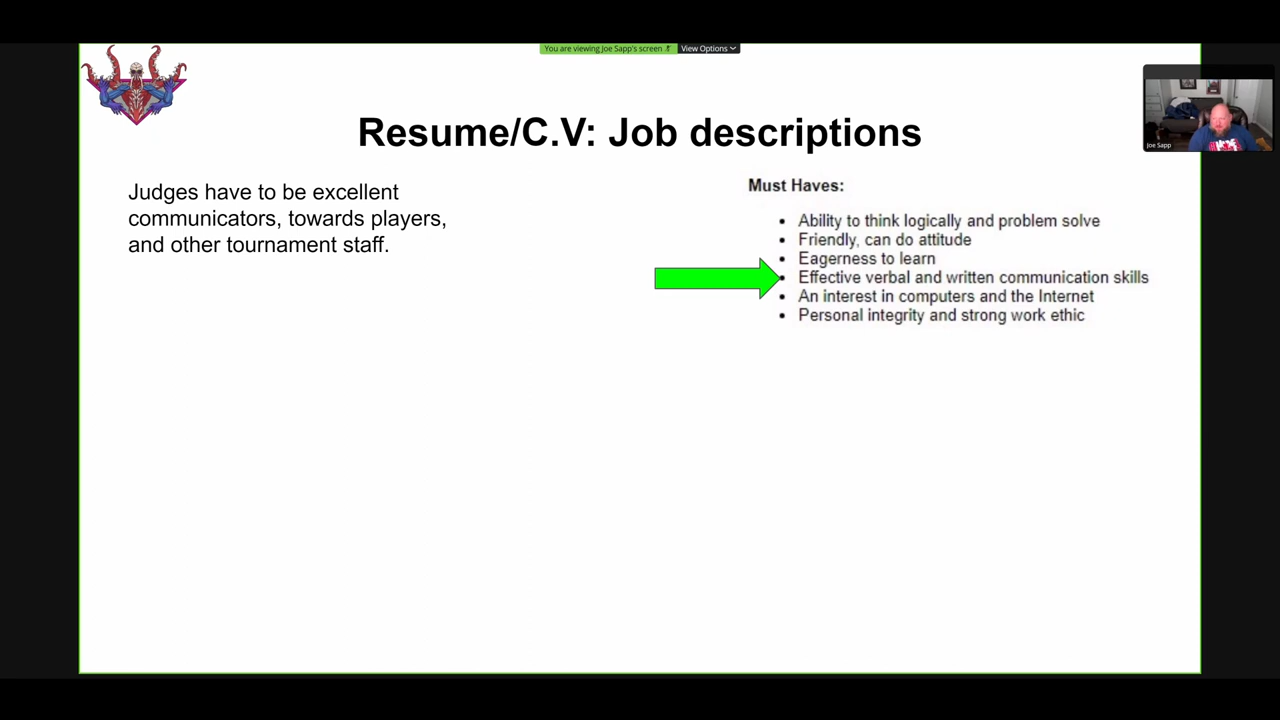 You are viewing Joe Sapp's screen
View Options
Joe Sapp
Resume/C.V: Job descriptions
Judges have to be excellent
communicators, towards players,
and other tournament staff.
Must Haves:
Ability to think logically and problem solve
Friendly, can do attitude
Eagerness to learn
Effective verbal and written communication skills
An interest in computers and the Internet
Personal integrity and strong work ethic